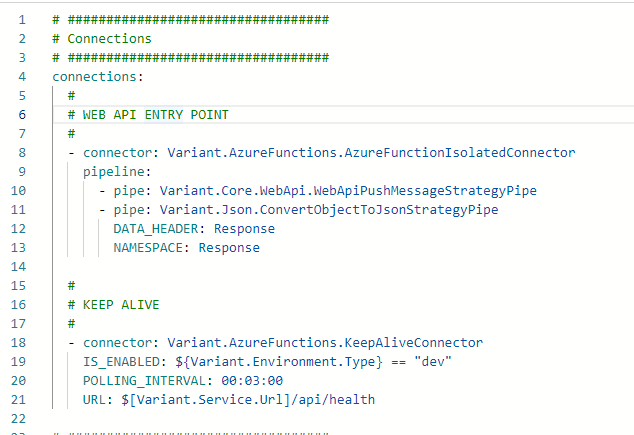 1 # ##################################
2 # Connections
3 # ##################################
4 connections:
5 #
6 # WEB API ENTRY POINT
7 #
8 - connector: Variant.AzureFunctions.AzureFunctionIsolatedConnector
9 pipeline:
10 - pipe: Variant.Core.WebApi.WebApiPushMessageStrategyPipe
11 - pipe: Variant.Json.ConvertObjectToJsonStrategyPipe
12 DATA_HEADER: Response
13 NAMESPACE: Response
14
15 #
16 # KEEP ALIVE
17 #
18 - connector: Variant.AzureFunctions.KeepAliveConnector
19 IS_ENABLED: ${Variant.Environment.Type} == "dev"
20 POLLING_INTERVAL: 00:03:00
21 URL: $[Variant.Service.Url]/api/health
22